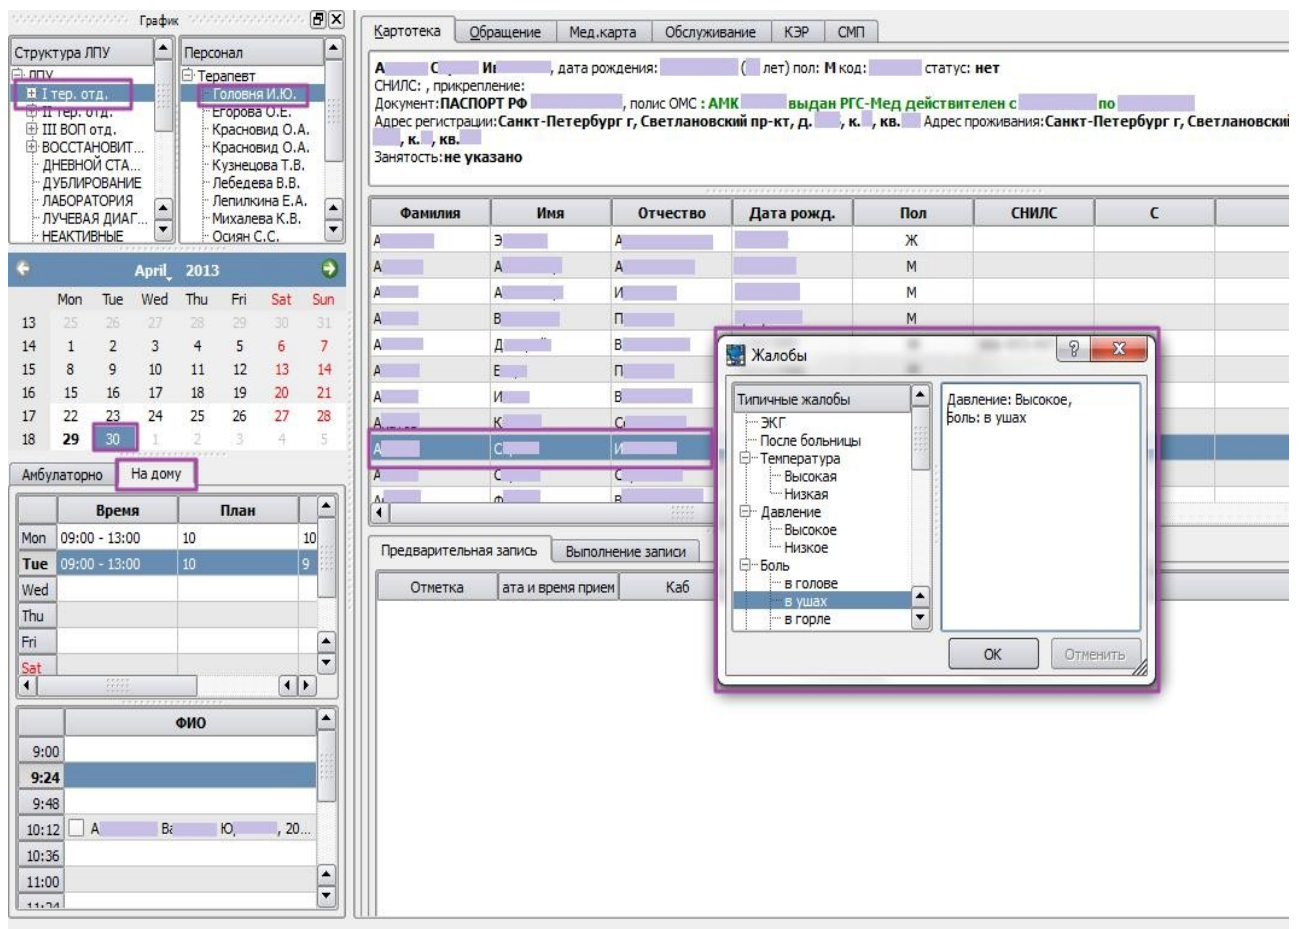 График
Структура ЛПУ
ЛПУ
I тер. отд.
II тер. отд.
III ВОП отд.
ВОССТАНОВИТ...
ДНЕВНОЙ СТА...
ДУБЛИРОВАНИЕ
ЛАБОРАТОРИЯ
ЛУЧЕВАЯ ДИАГ...
НЕАКТИВНЫЕ
Персонал
Терапевт
Головня И.Ю.
Егорова О.Е.
Красновид О.А.
Красновид О.А.
Кузнецова Т.В.
Лебедева В.В.
Лепилкина Е.А.
Михалева К.В.
Осиян С.С.
April, 2013
Mon Tue Wed Thu Fri Sat Sun
13 25 26 27 28 29 30 31
14 1 2 3 4 5 6 7
15 8 9 10 11 12 13 14
16 15 16 17 18 19 20 21
17 22 23 24 25 26 27 28
18 29 30 1 2 3 4 5
Амбулаторно На дому
Время План
Mon 09:00 - 13:00 10 10
Tue 09:00 - 13:00 10 9
Wed
Thu
Fri
Sat
ФИО
9:00
9:24
9:48
10:12 А Ва Ю, , 20...
10:36
11:00
11:24
Картотека Обращение Мед.карта Обслуживание КЭР СМП
А С И , дата рождения: ( лет) пол: М код: статус: нет
СНИЛС: , прикрепление:
Документ: ПАСПОРТ РФ , полис ОМС : АМК выдан РГС-Мед действителен с по
Адрес регистрации: Санкт-Петербург г, Светлановский пр-кт, д. , к. , кв. Адрес проживания: Санкт-Петербург г, Светлановский
, к. , кв.
Занятость: не указано
Фамилия Имя Отчество Дата рожд. Пол СНИЛС С
А Э А Ж
А А А М
А А И М
А В П М
А Д В
А Е П
А И В
А К С
А С И
А С С
А Ф В
Предварительная запись Выполнение записи
Отметка ата и время прием Каб
Жалобы
Типичные жалобы
ЭКГ
После больницы
Температура
Высокая
Низкая
Давление
Высокое
Низкое
Боль
в голове
в ушах
в горле
Давление: Высокое,
Боль: в ушах
OK Отменить